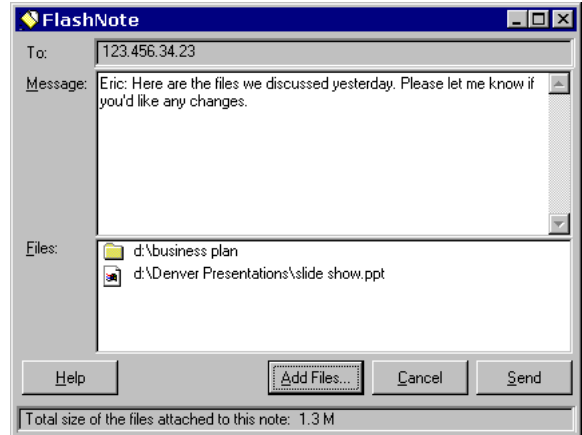 FlashNote
To: 123.456.34.23
Message: Eric: Here are the files we discussed yesterday. Please let me know if
you'd like any changes.
Files: d:\business plan
d:\Denver Presentations\slide show.ppt
Help Add Files... Cancel Send
Total size of the files attached to this note: 1.3 M